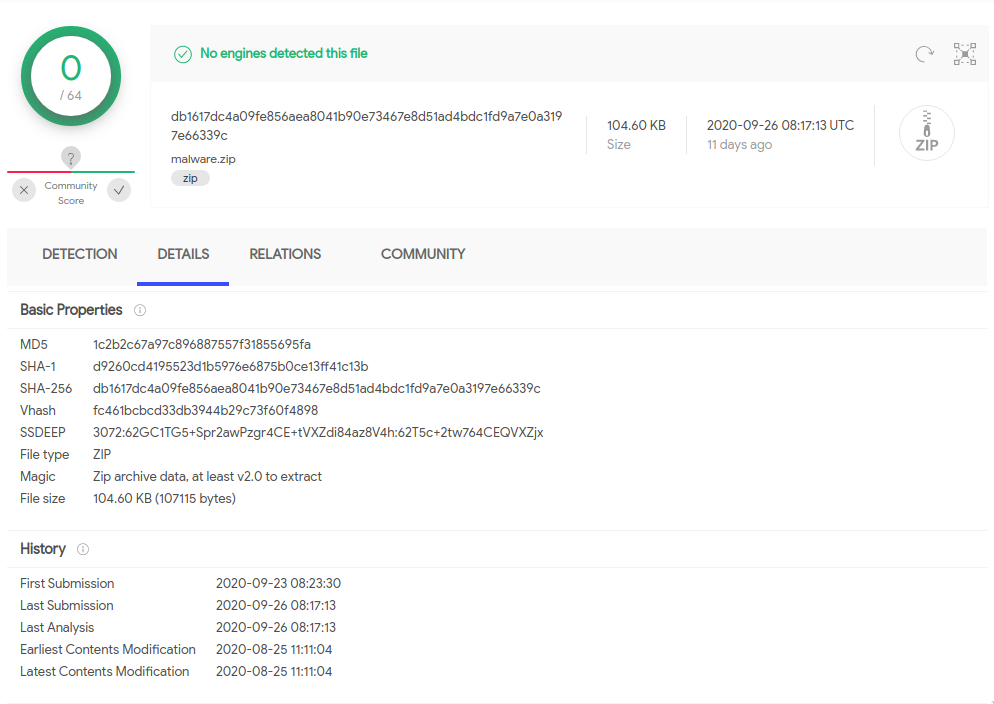 0
/ 64
?
Community
Score
No engines detected this file
db1617dc4a09fe856aea8041b90e73467e8d51ad4bdc1fd9a7e0a319
7e66339c
malware.zip
zip
104.60 KB
Size
2020-09-26 08:17:13 UTC
11 days ago
ZIP
DETECTION DETAILS RELATIONS COMMUNITY
Basic Properties
MD5 1c2b2c67a97c896887557f31855695fa
SHA-1 d9260cd4195523d1b5976e6875b0ce13ff41c13b
SHA-256 db1617dc4a09fe856aea8041b90e73467e8d51ad4bdc1fd9a7e0a3197e66339c
Vhash fc461bcbcd33db3944b29c73f60f4898
SSDEEP 3072:62GC1TG5+Spr2awPzgr4CE+tVXZdi84az8V4h:62T5c+2tw764CEQVXZjx
File type ZIP
Magic Zip archive data, at least v2.0 to extract
File size 104.60 KB (107115 bytes)
History
First Submission 2020-09-23 08:23:30
Last Submission 2020-09-26 08:17:13
Last Analysis 2020-09-26 08:17:13
Earliest Contents Modification 2020-08-25 11:11:04
Latest Contents Modification 2020-08-25 11:11:04